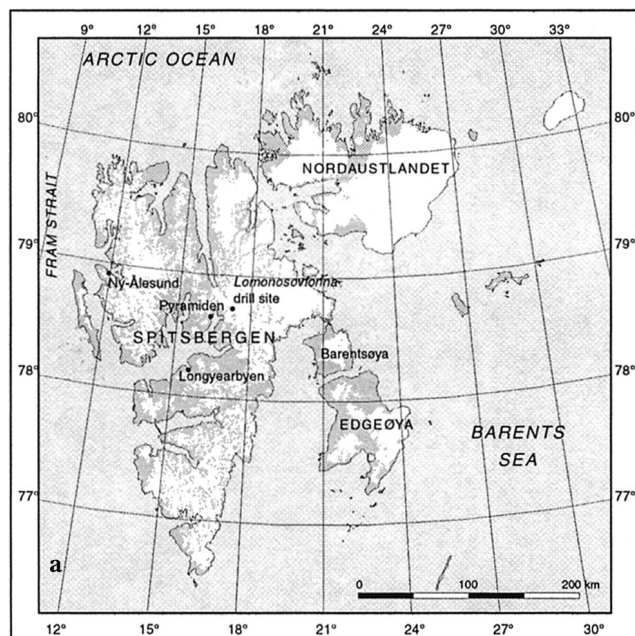 9° 12° 15° 18° 21° 24° 27° 30° 33°
ARCTIC OCEAN
80° 80°
NORDAUSTLANDET
FRAM STRAIT
79° 79°
Ny-Ålesund
Lomonosovfonna-
drill site
Pyramiden
SPITSBERGEN
Barentsøya
78° 78°
Longyearbyen
EDGEØYA
BARENTS
SEA
77° 77°
a
0 100 200 km
12° 15° 18° 21° 24° 27° 30°